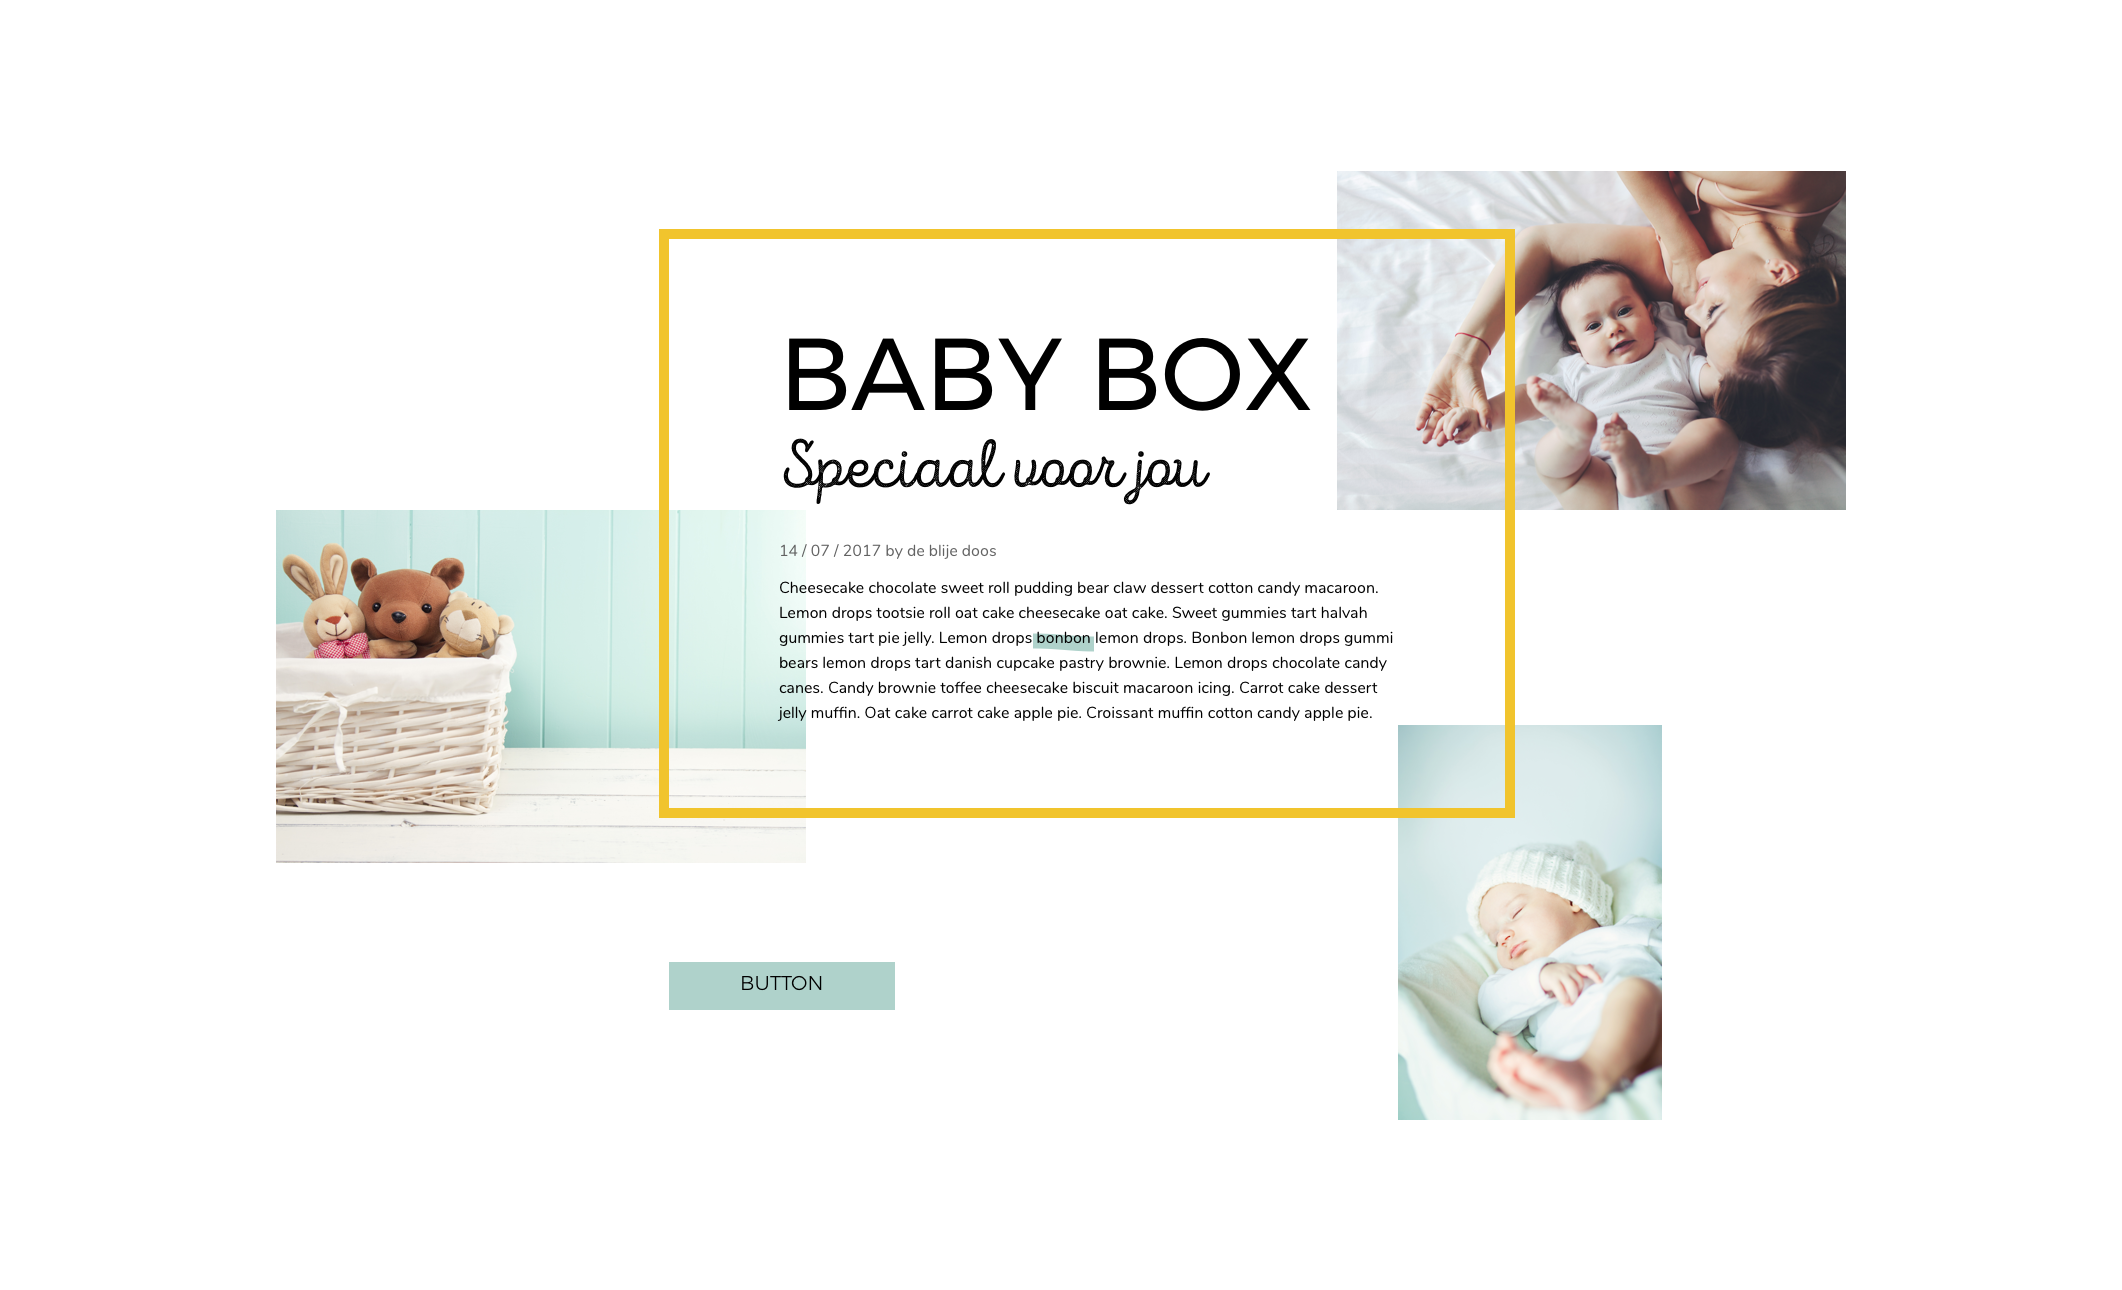 BABY BOX
Speciaal voor jou
14 / 07 / 2017 by de blije doos
Cheesecake chocolate sweet roll pudding bear claw dessert cotton candy macaroon.
Lemon drops tootsie roll oat cake cheesecake oat cake. Sweet gummies tart halvah
gummies tart pie jelly. Lemon drops bonbon lemon drops. Bonbon lemon drops gummi
bears lemon drops tart danish cupcake pastry brownie. Lemon drops chocolate candy
canes. Candy brownie toffee cheesecake biscuit macaroon icing. Carrot cake dessert
jelly muffin. Oat cake carrot cake apple pie. Croissant muffin cotton candy apple pie.
BUTTON